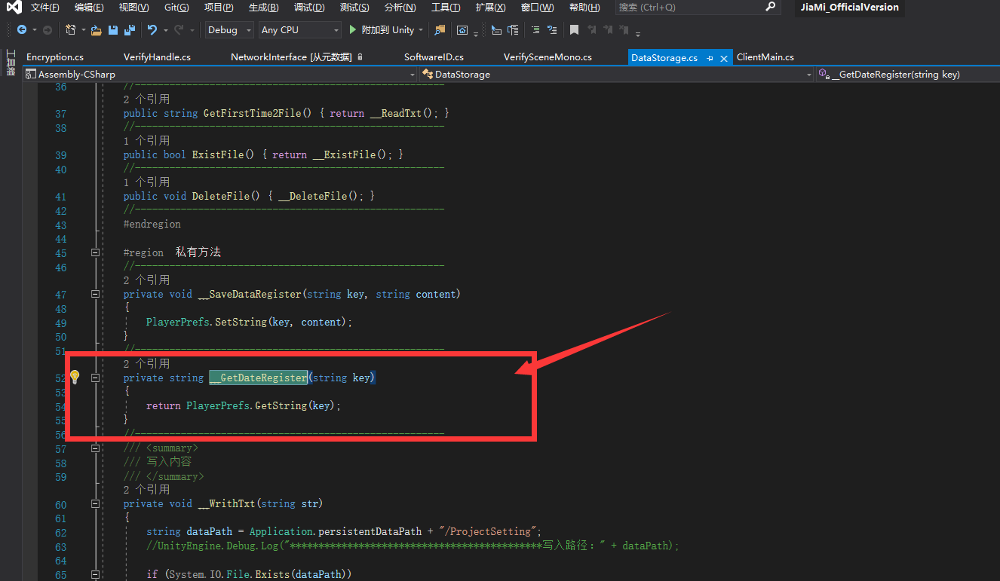 文件(F) 编辑(E) 视图(V) Git(G) 项目(P) 生成(B) 调试(D) 测试(S) 分析(N) 工具(T) 扩展(X) 窗口(W) 帮助(H) 搜索 (Ctrl+Q) JiaMi_OfficialVersion
Debug Any CPU 附加到 Unity
工具箱
Encryption.cs VerifyHandle.cs NetworkInterface [从元数据] SoftwareID.cs VerifySceneMono.cs DataStorage.cs ClientMain.cs
Assembly-CSharp DataStorage __GetDateRegister(string key)
36 //------------------------------------------------------
2 个引用
37 public string GetFirstTime2File() { return __ReadTxt(); }
38 //------------------------------------------------------
1 个引用
39 public bool ExistFile() { return __ExistFile(); }
40 //------------------------------------------------------
1 个引用
41 public void DeleteFile() { __DeleteFile(); }
42 //------------------------------------------------------
43 #endregion
44
45 #region 私有方法
46 //------------------------------------------------------
2 个引用
47 private void __SaveDataRegister(string key, string content)
48 {
49 PlayerPrefs.SetString(key, content);
50 }
51 //------------------------------------------------------
2 个引用
52 private string __GetDateRegister(string key)
53 {
54 return PlayerPrefs.GetString(key);
55 }
56 //------------------------------------------------------
57 /// <summary>
58 /// 写入内容
59 /// </summary>
2 个引用
60 private void __WrithTxt(string str)
61 {
62 string dataPath = Application.persistentDataPath + "/ProjectSetting";
63 //UnityEngine.Debug.Log("********************************************写入路径：" + dataPath);
64
65 if (System.IO.File.Exists(dataPath))